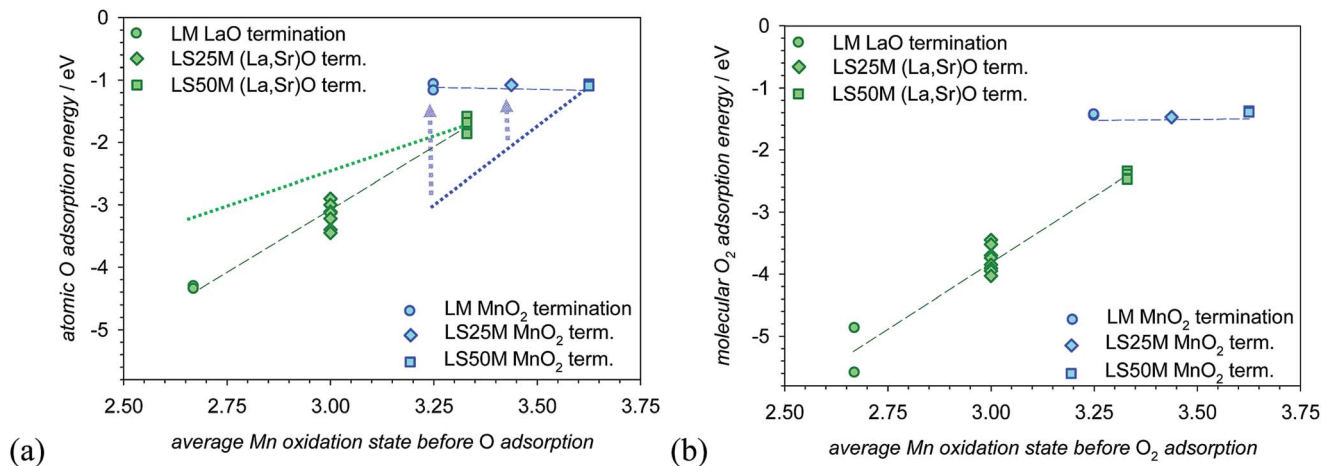 0
LM LaO termination
LS25M (La,Sr)O term.
LS50M (La,Sr)O term.
-1
-2
-3
-4
-5
atomic O adsorption energy / eV
LM MnO₂ termination
LS25M MnO₂ term.
LS50M MnO₂ term.
2.50 2.75 3.00 3.25 3.50 3.75
average Mn oxidation state before O adsorption
(a)
0
LM LaO termination
LS25M (La,Sr)O term.
LS50M (La,Sr)O term.
-1
-2
-3
-4
-5
molecular O₂ adsorption energy / eV
LM MnO₂ termination
LS25M MnO₂ term.
LS50M MnO₂ term.
2.50 2.75 3.00 3.25 3.50 3.75
average Mn oxidation state before O₂ adsorption
(b)